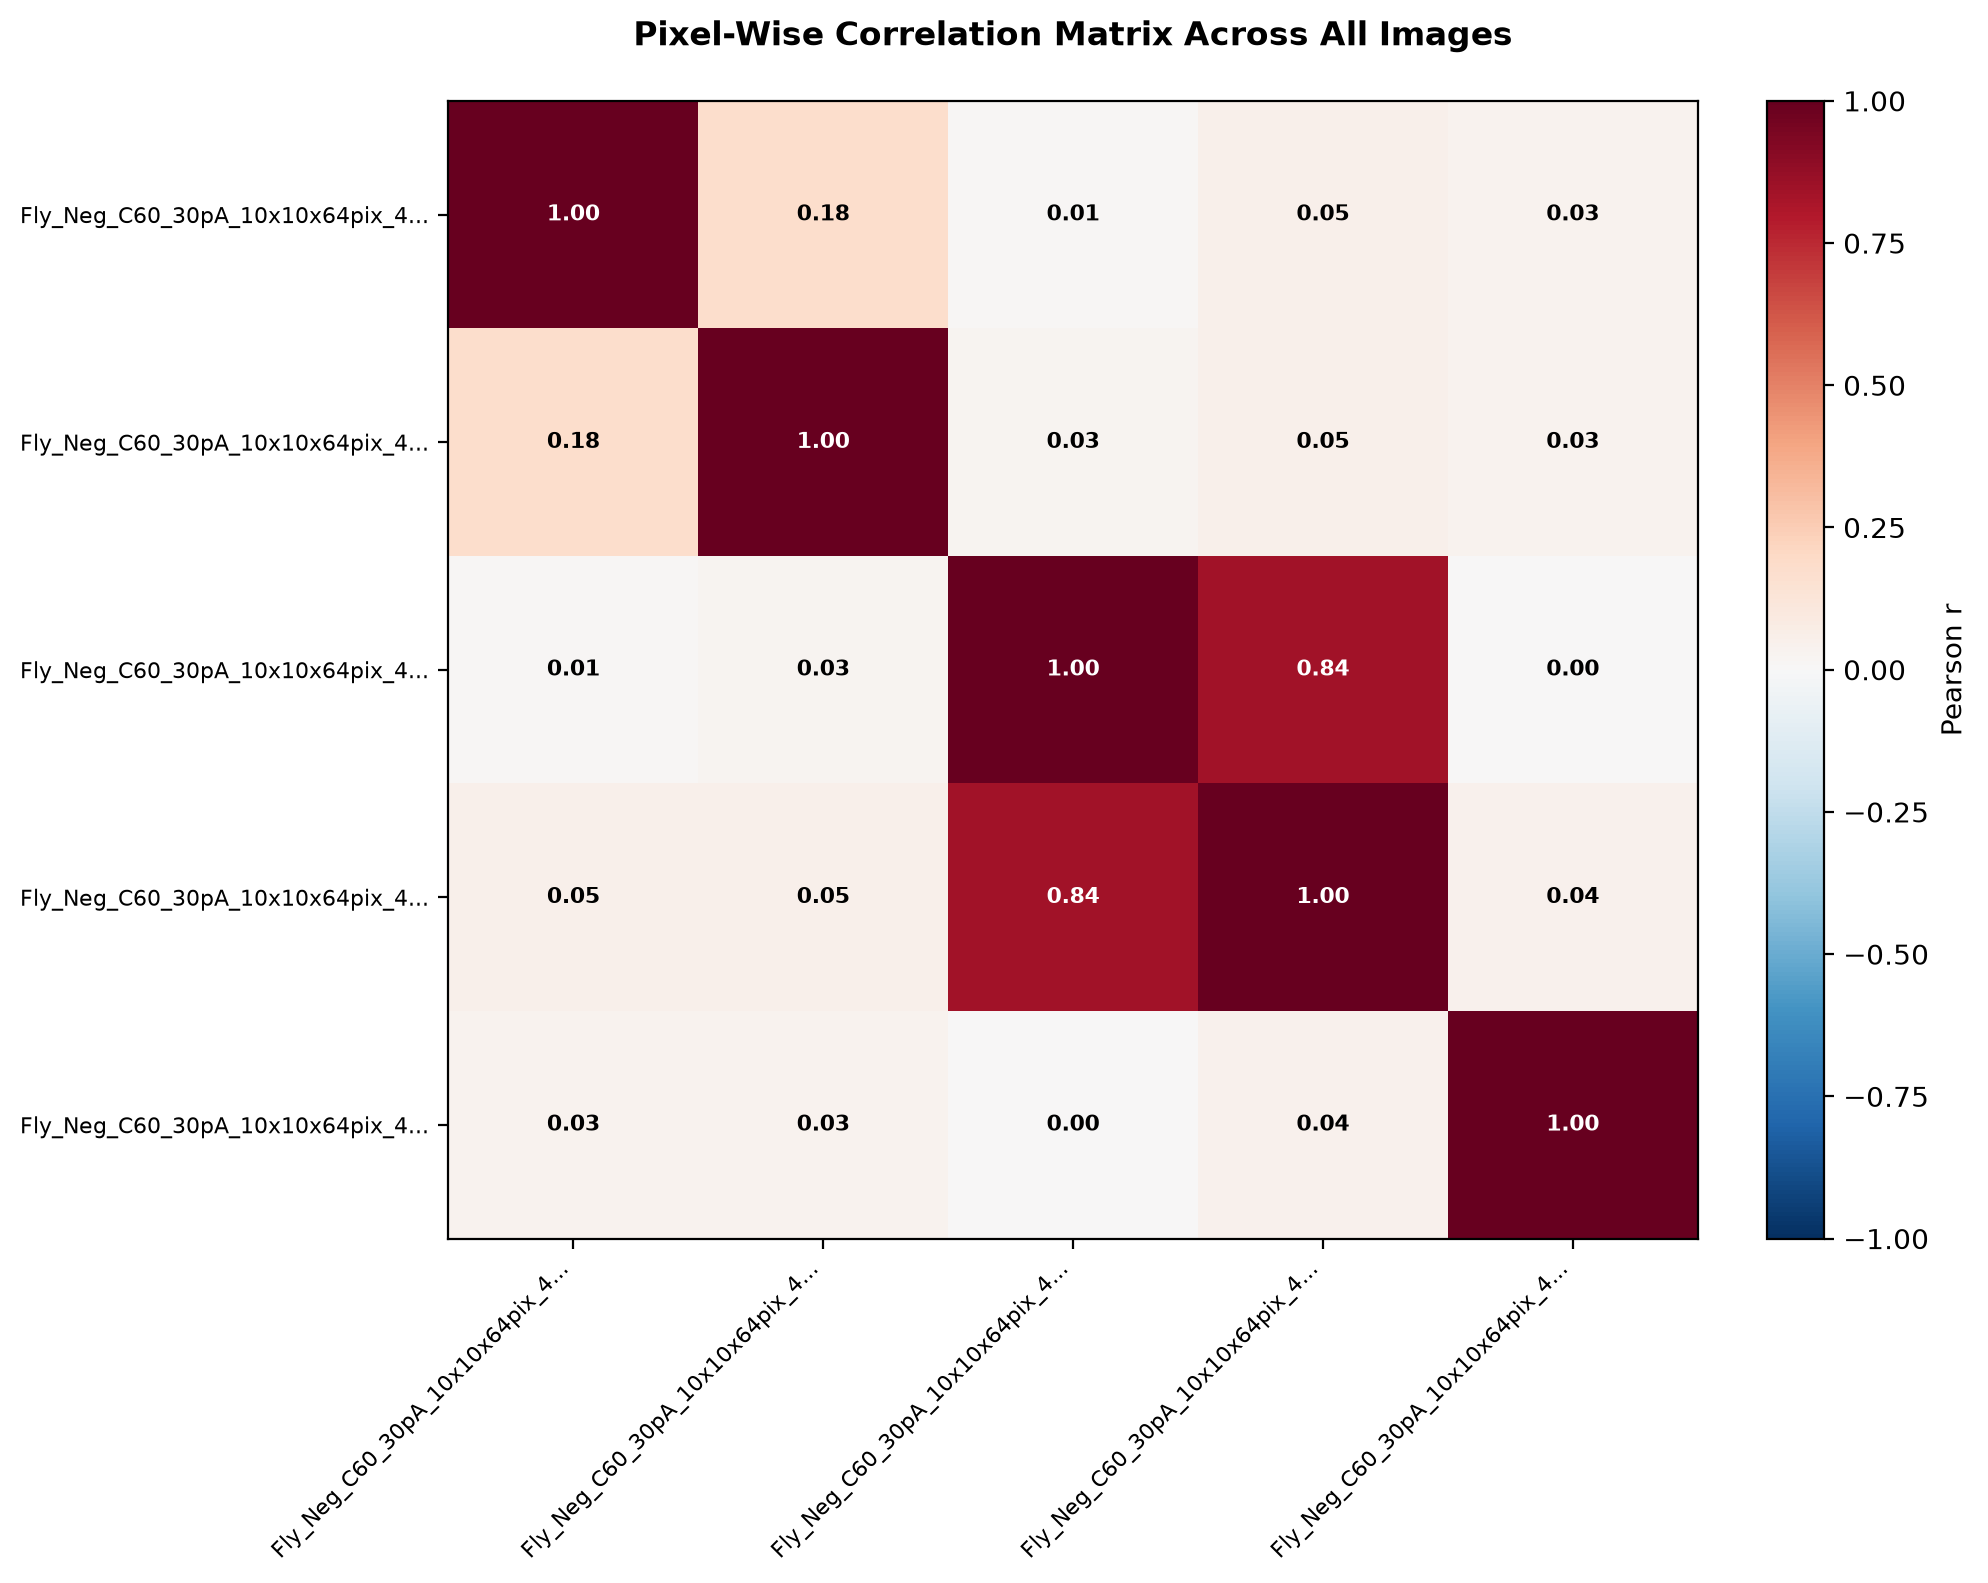 Pixel-Wise Correlation Matrix Across All Images
Fly_Neg_C60_30pA_10x10x64pix_4... 1.00 0.18 0.01 0.05 0.03
Fly_Neg_C60_30pA_10x10x64pix_4... 0.18 1.00 0.03 0.05 0.03
Fly_Neg_C60_30pA_10x10x64pix_4... 0.01 0.03 1.00 0.84 0.00
Fly_Neg_C60_30pA_10x10x64pix_4... 0.05 0.05 0.84 1.00 0.04
Fly_Neg_C60_30pA_10x10x64pix_4... 0.03 0.03 0.00 0.04 1.00
Fly_Neg_C60_30pA_10x10x64pix_4...
Fly_Neg_C60_30pA_10x10x64pix_4...
Fly_Neg_C60_30pA_10x10x64pix_4...
Fly_Neg_C60_30pA_10x10x64pix_4...
Fly_Neg_C60_30pA_10x10x64pix_4...
1.00
0.75
0.50
0.25
0.00
−0.25
−0.50
−0.75
−1.00
Pearson r